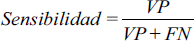 Sensibilidad = VP / (VP + FN)